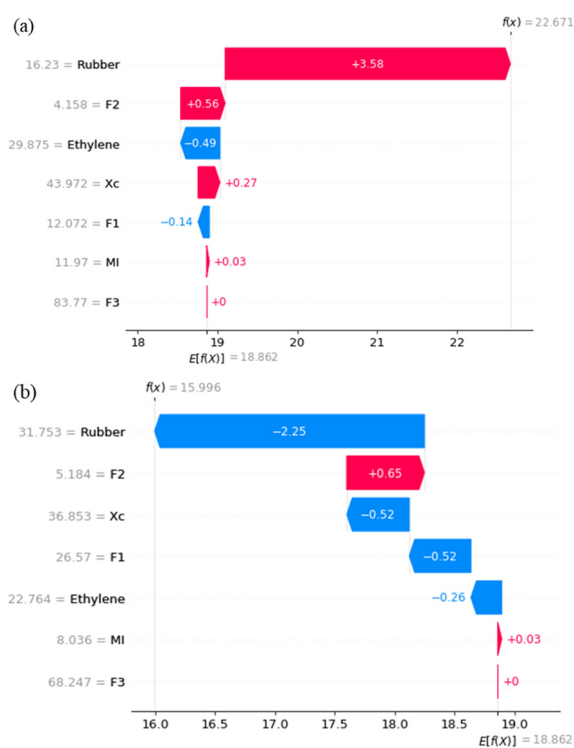 (a)
f(x) = 22.671
16.23 = Rubber
+3.58
4.158 = F2
+0.56
29.875 = Ethylene
−0.49
43.972 = Xc
+0.27
12.072 = F1
−0.14
11.97 = MI
+0.03
83.77 = F3
+0
18 19 20 21 22
E[f(X)] = 18.862
(b)
f(x) = 15.996
31.753 = Rubber
−2.25
5.184 = F2
+0.65
36.853 = Xc
−0.52
26.57 = F1
−0.52
22.764 = Ethylene
−0.26
8.036 = MI
+0.03
68.247 = F3
+0
16.0 16.5 17.0 17.5 18.0 18.5 19.0
E[f(X)] = 18.862